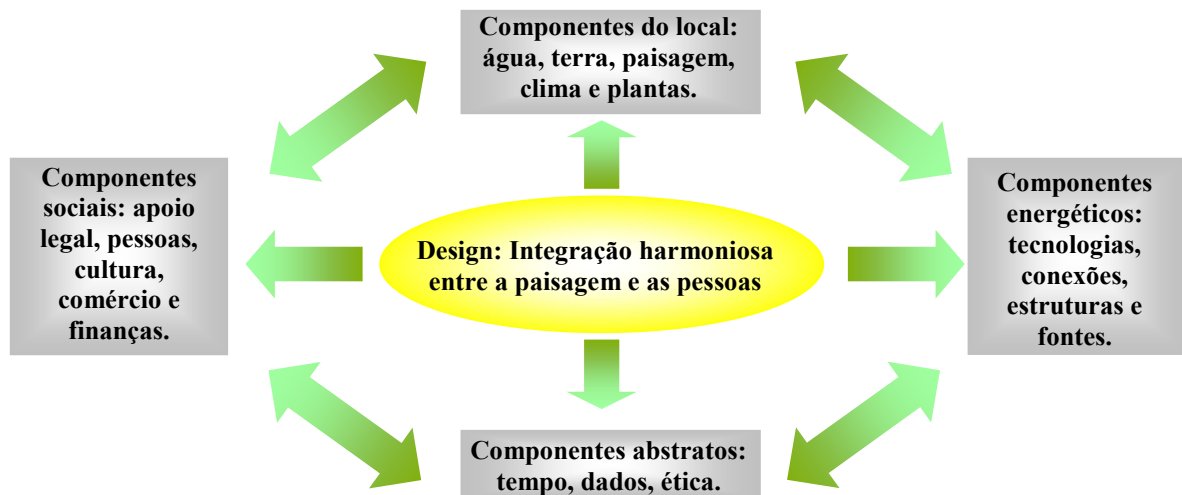 Componentes do local:
água, terra, paisagem,
clima e plantas.
Componentes
sociais: apoio
legal, pessoas,
cultura,
comércio e
finanças.
Design: Integração harmoniosa
entre a paisagem e as pessoas
Componentes
energéticos:
tecnologias,
conexões,
estruturas e
fontes.
Componentes abstratos:
tempo, dados, ética.